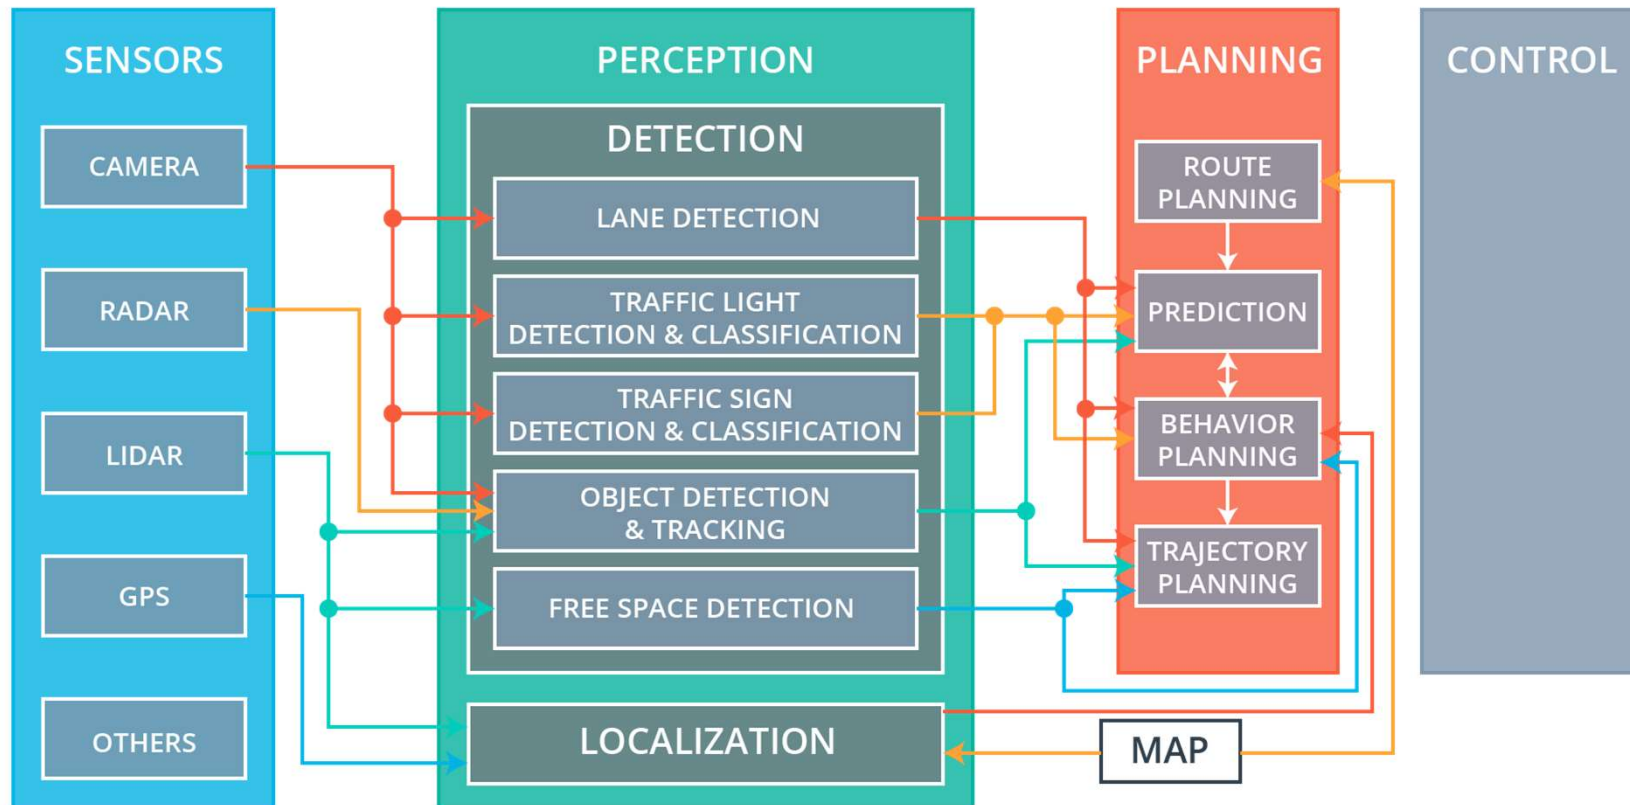 SENSORS
CAMERA
RADAR
LIDAR
GPS
OTHERS
PERCEPTION
DETECTION
LANE DETECTION
TRAFFIC LIGHT
DETECTION & CLASSIFICATION
TRAFFIC SIGN
DETECTION & CLASSIFICATION
OBJECT DETECTION
& TRACKING
FREE SPACE DETECTION
LOCALIZATION
PLANNING
ROUTE
PLANNING
PREDICTION
BEHAVIOR
PLANNING
TRAJECTORY
PLANNING
MAP
CONTROL